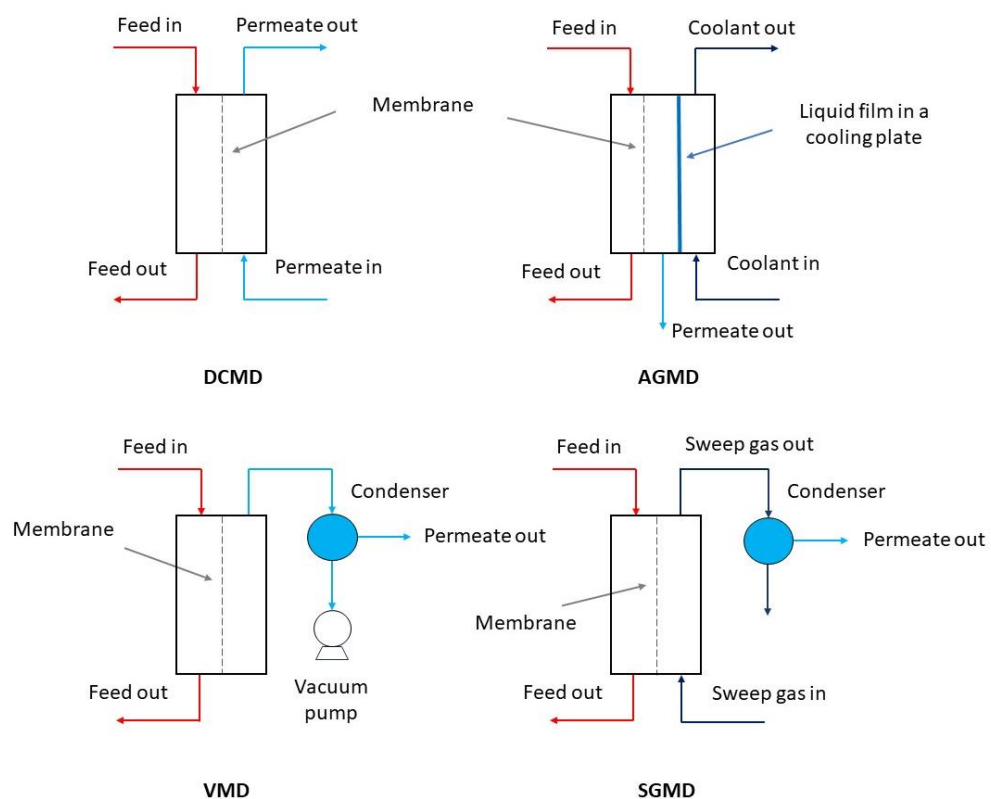 Feed in
Permeate out
Membrane
Feed out
Permeate in
DCMD
Feed in
Coolant out
Liquid film in a
cooling plate
Feed out
Coolant in
Permeate out
AGMD
Feed in
Condenser
Membrane
Permeate out
Feed out
Vacuum
pump
VMD
Feed in
Sweep gas out
Condenser
Permeate out
Membrane
Feed out
Sweep gas in
SGMD